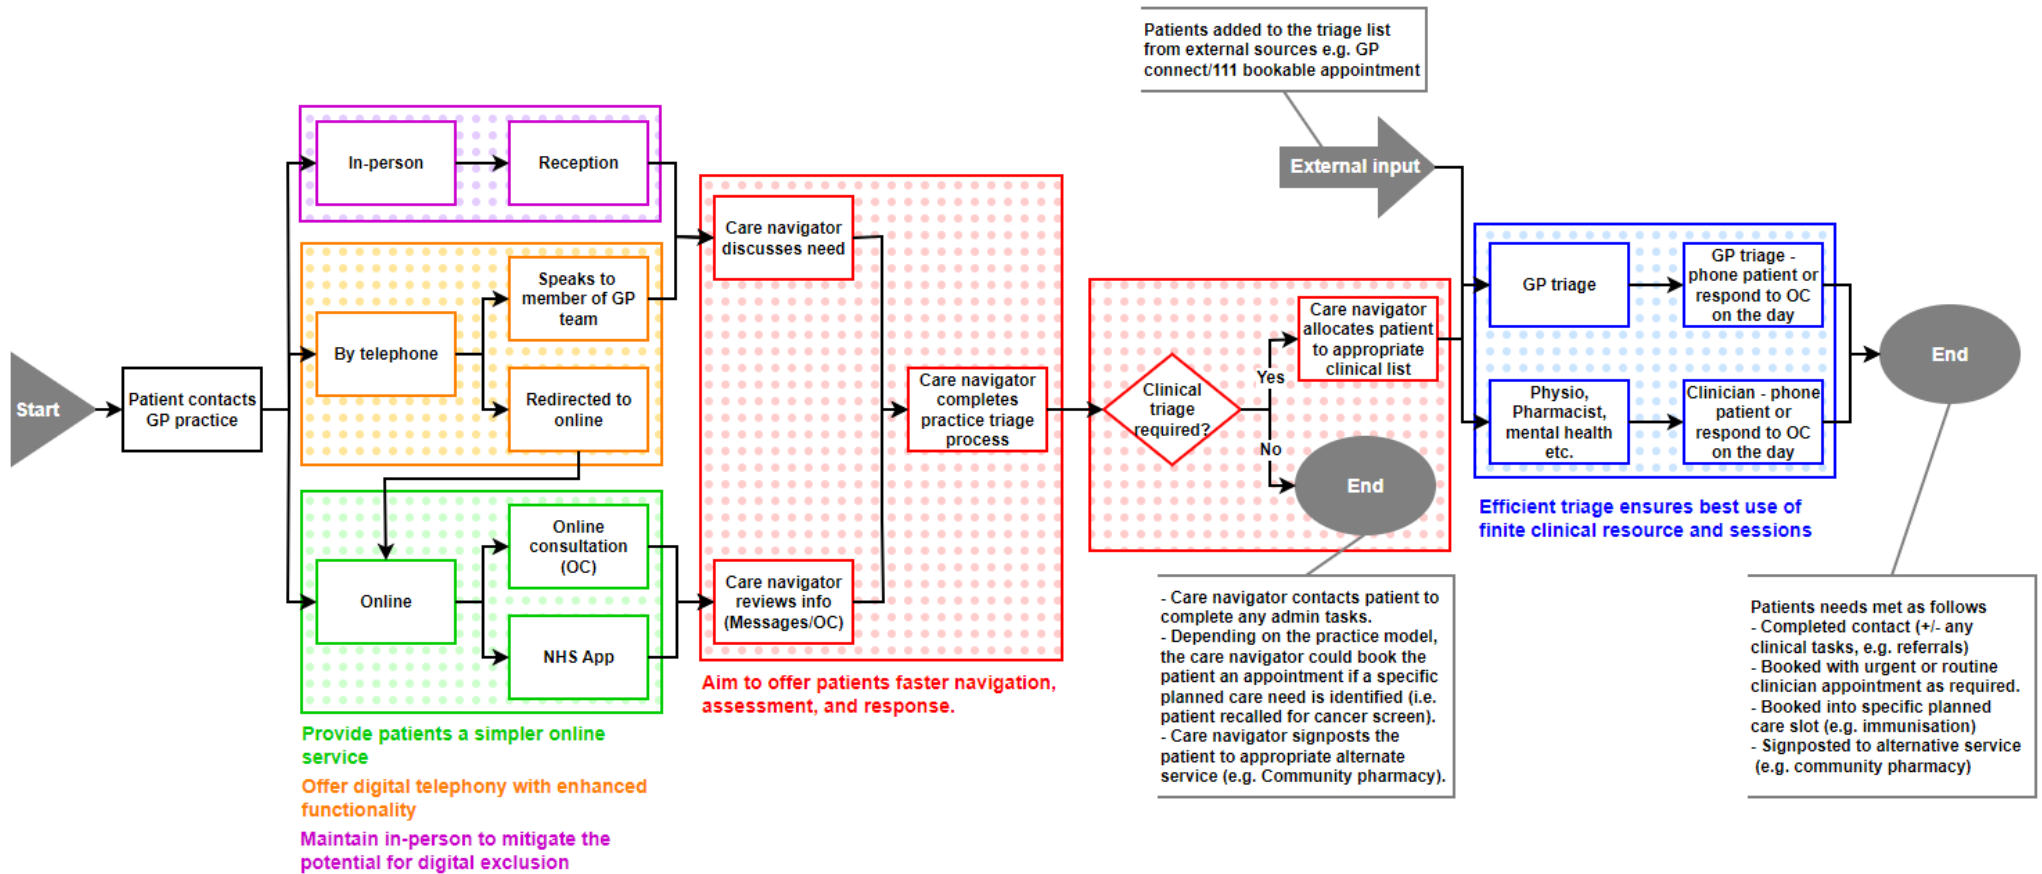 Patients added to the triage list
from external sources e.g. GP
connect/111 bookable appointment
External input
Start
Patient contacts
GP practice
In-person
Reception
By telephone
Speaks to
member of GP
team
Redirected to
online
Online
Online
consultation
(OC)
NHS App
Provide patients a simpler online
service
Offer digital telephony with enhanced
functionality
Maintain in-person to mitigate the
potential for digital exclusion
Care navigator
discusses need
Care navigator
reviews info
(Messages/OC)
Care navigator
completes
practice triage
process
Aim to offer patients faster navigation,
assessment, and response.
Clinical
triage
required?
Yes
No
Care navigator
allocates patient
to appropriate
clinical list
End
- Care navigator contacts patient to
complete any admin tasks.
- Depending on the practice model,
the care navigator could book the
patient an appointment if a specific
planned care need is identified (i.e.
patient recalled for cancer screen).
- Care navigator signposts the
patient to appropriate alternate
service (e.g. Community pharmacy).
GP triage
GP triage -
phone patient or
respond to OC
on the day
Physio,
Pharmacist,
mental health
etc.
Clinician - phone
patient or
respond to OC
on the day
Efficient triage ensures best use of
finite clinical resource and sessions
End
Patients needs met as follows
- Completed contact (+/- any
clinical tasks, e.g. referrals)
- Booked with urgent or routine
clinician appointment as required.
- Booked into specific planned
care slot (e.g. immunisation)
- Signposted to alternative service
(e.g. community pharmacy)